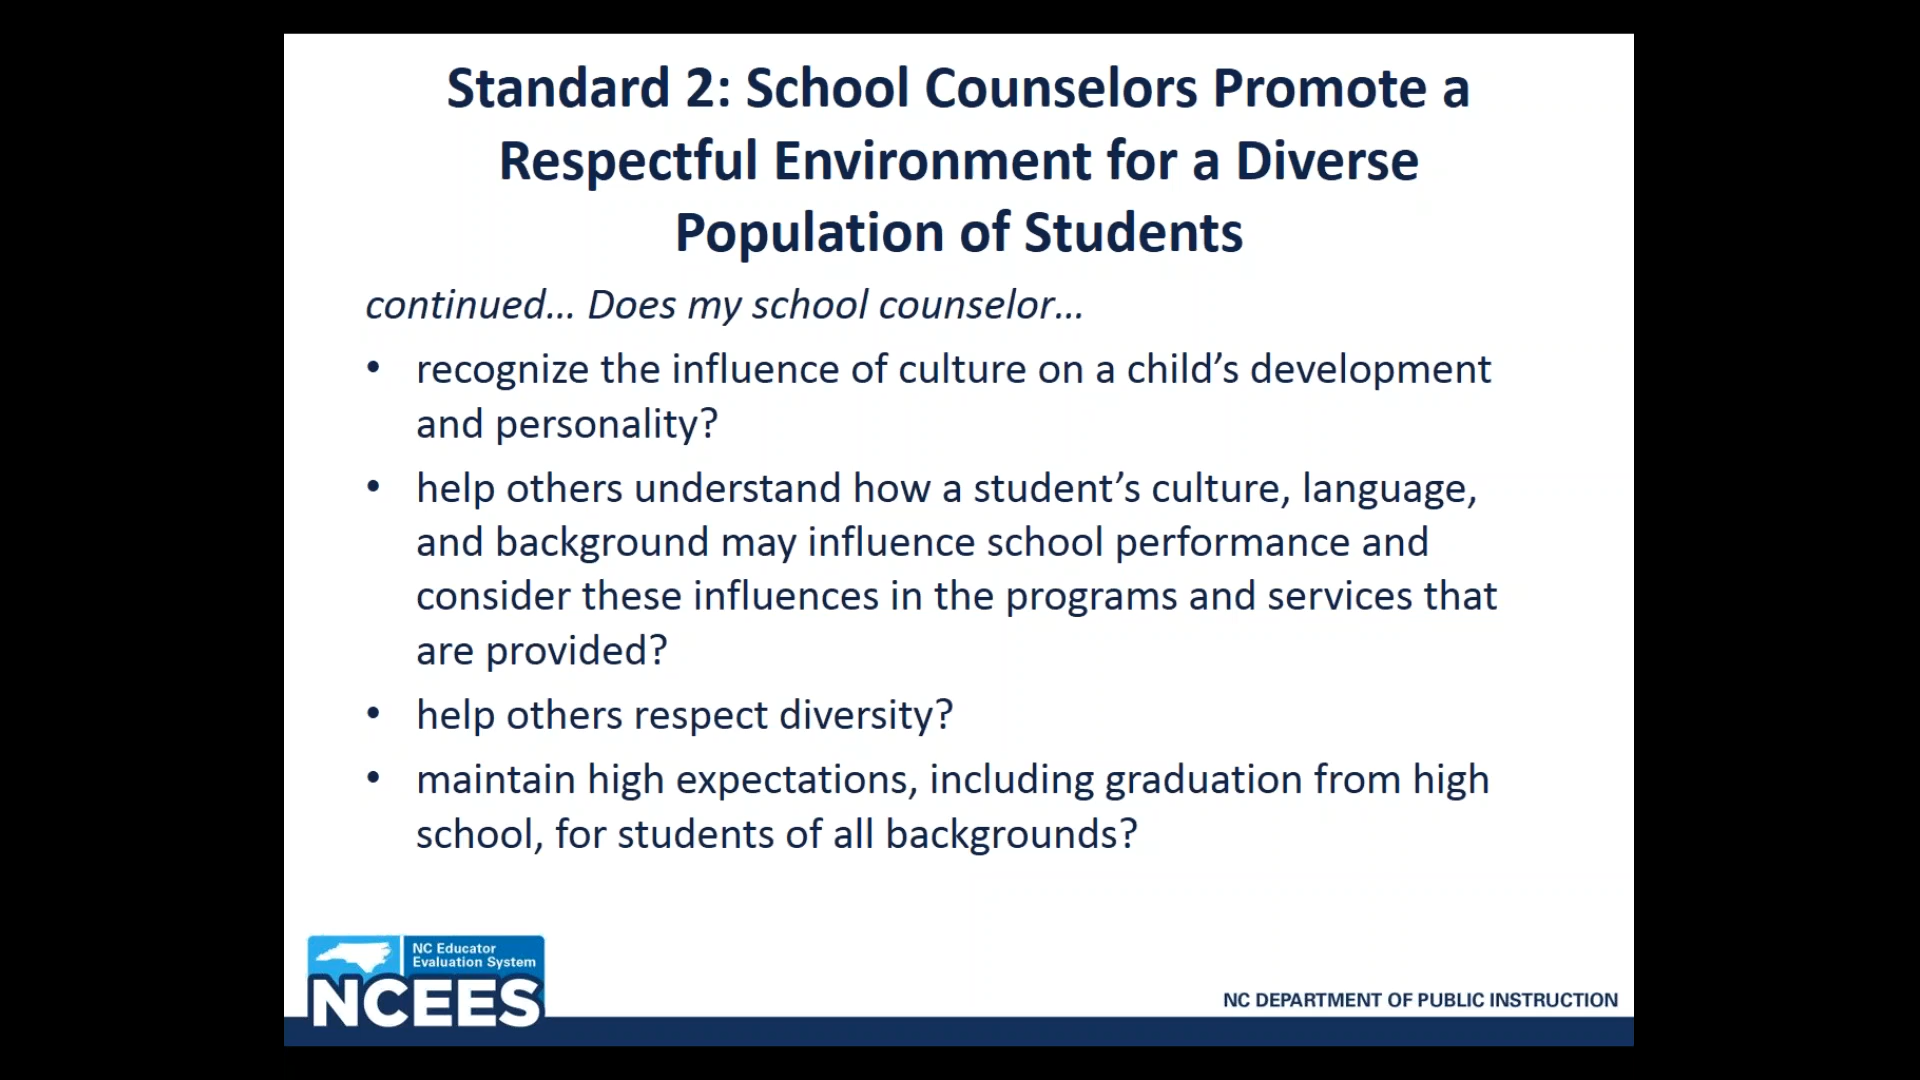 Standard 2: School Counselors Promote a
Respectful Environment for a Diverse
Population of Students
continued... Does my school counselor...
• recognize the influence of culture on a child's development
and personality?
• help others understand how a student's culture, language,
and background may influence school performance and
consider these influences in the programs and services that
are provided?
• help others respect diversity?
• maintain high expectations, including graduation from high
school, for students of all backgrounds?
NC Educator
Evaluation System
NCEES
NC DEPARTMENT OF PUBLIC INSTRUCTION